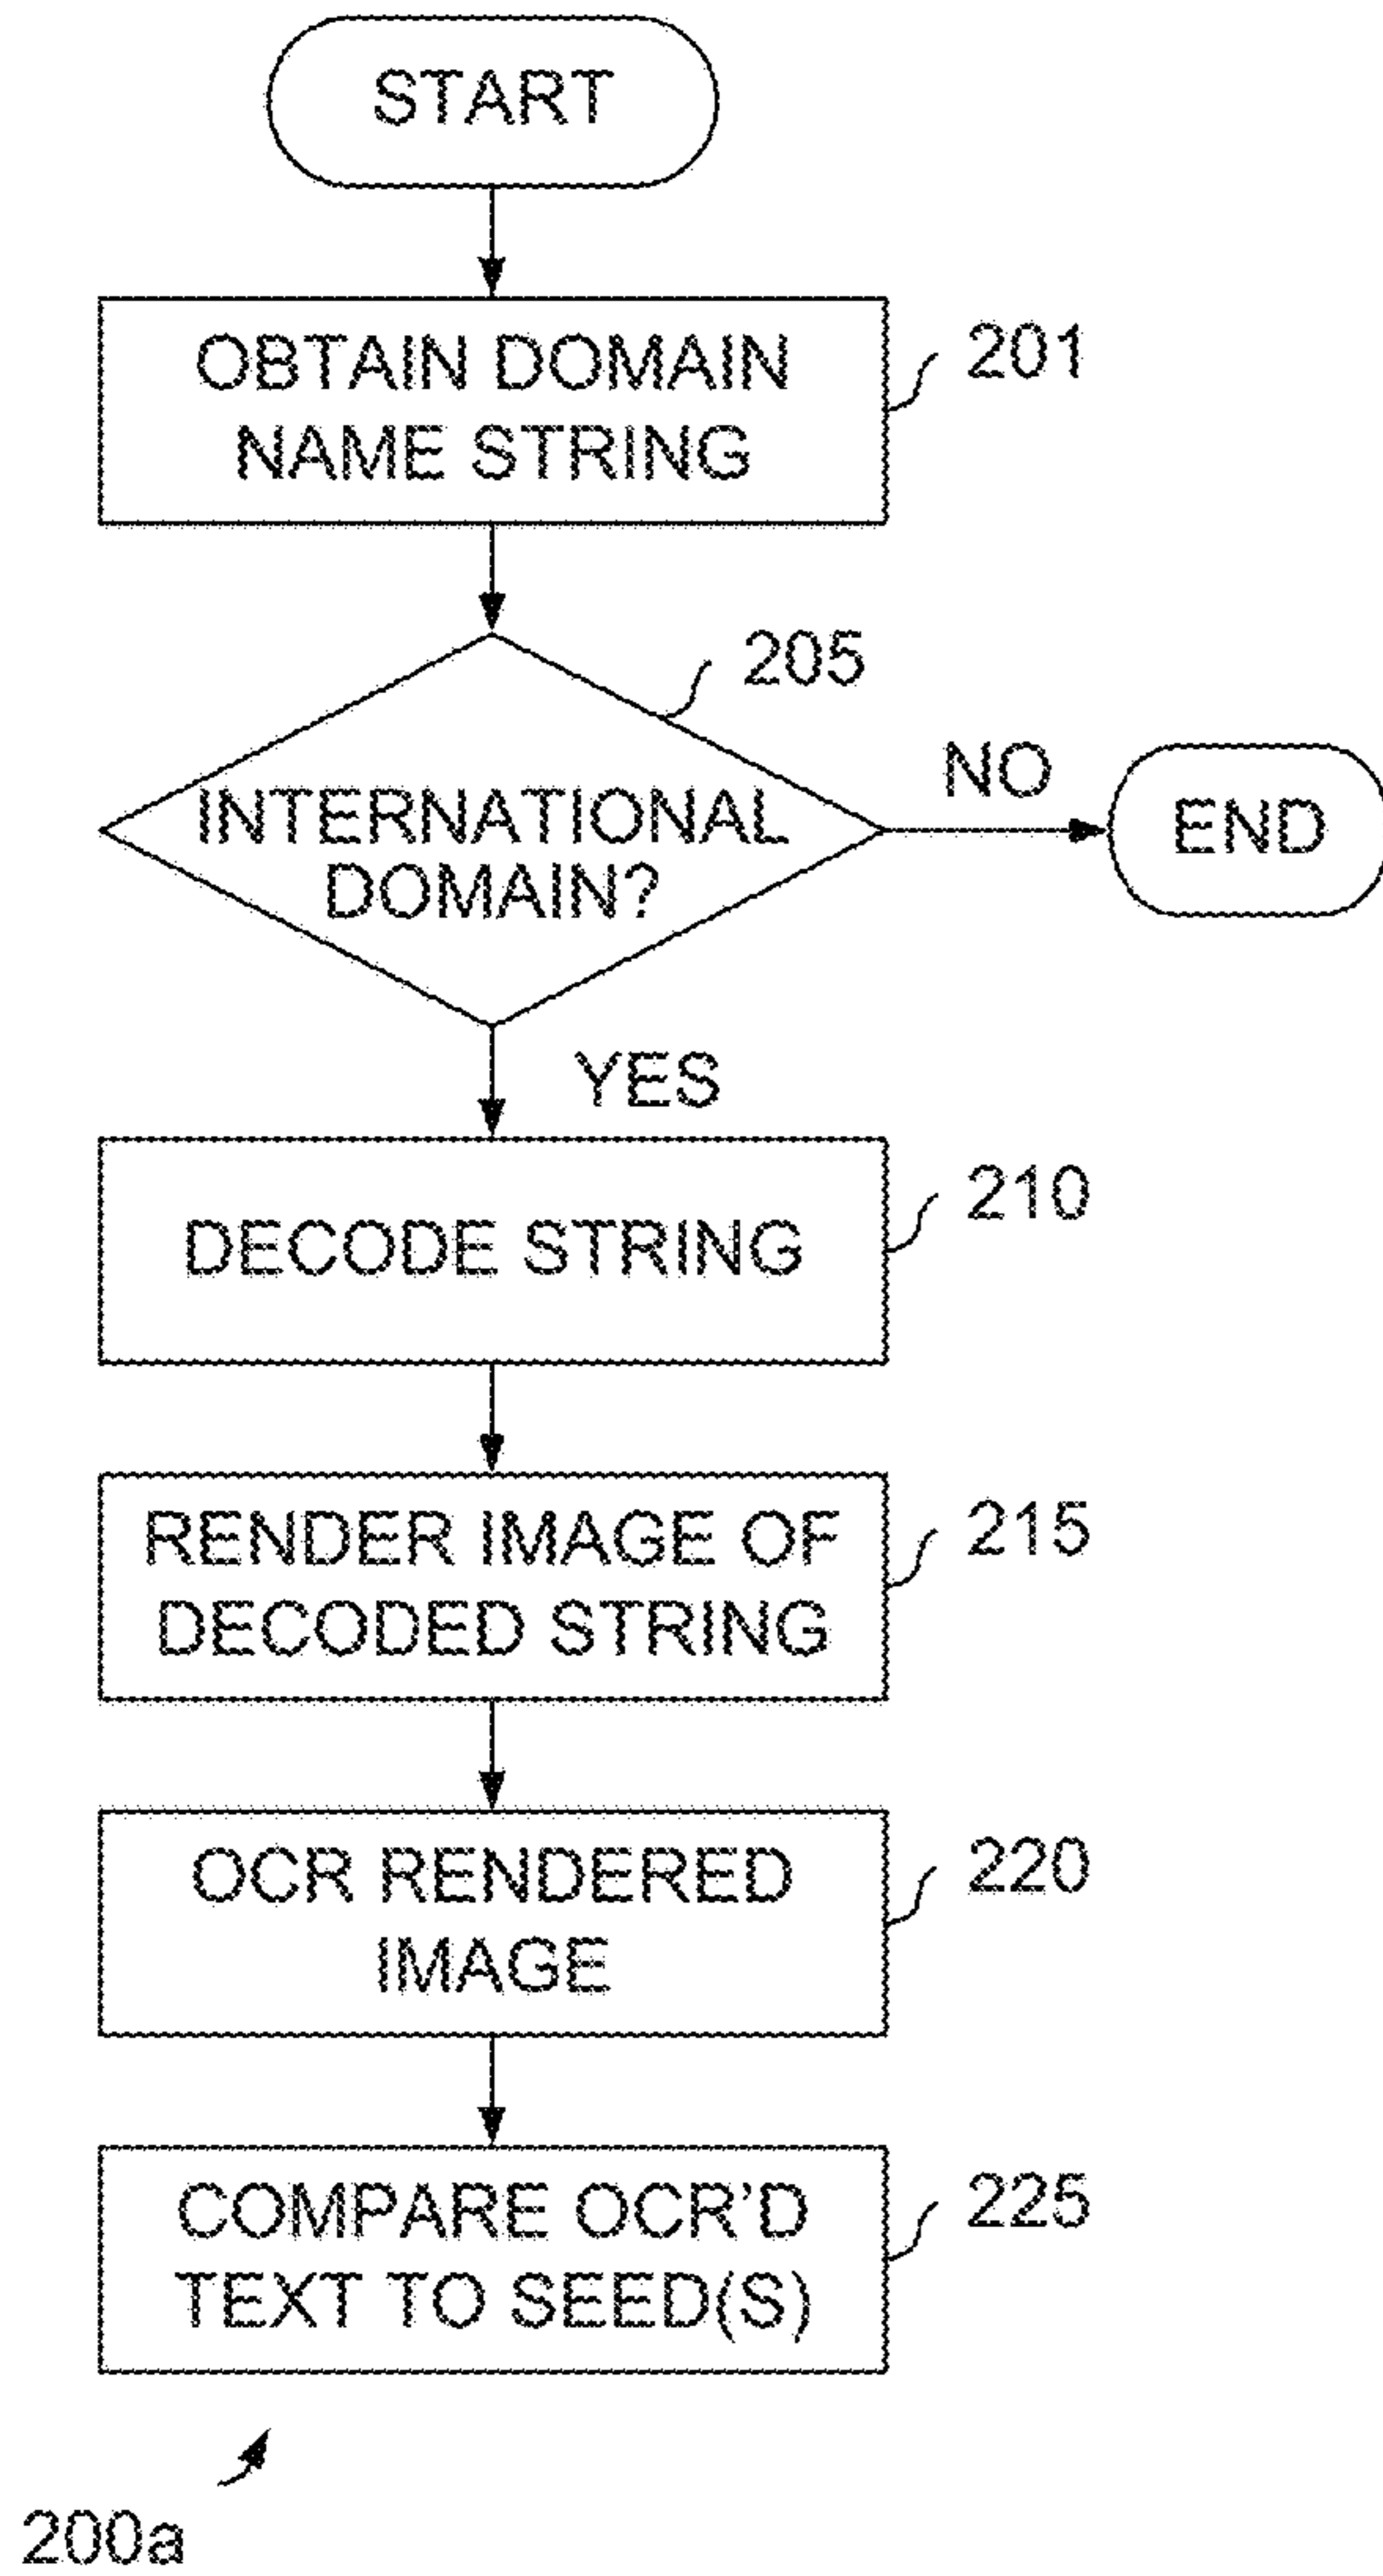 START
OBTAIN DOMAIN
NAME STRING
201
205
INTERNATIONAL
DOMAIN?
NO
END
YES
DECODE STRING
210
RENDER IMAGE OF
DECODED STRING
215
OCR RENDERED
IMAGE
220
COMPARE OCR'D
TEXT TO SEED(S)
225
200a